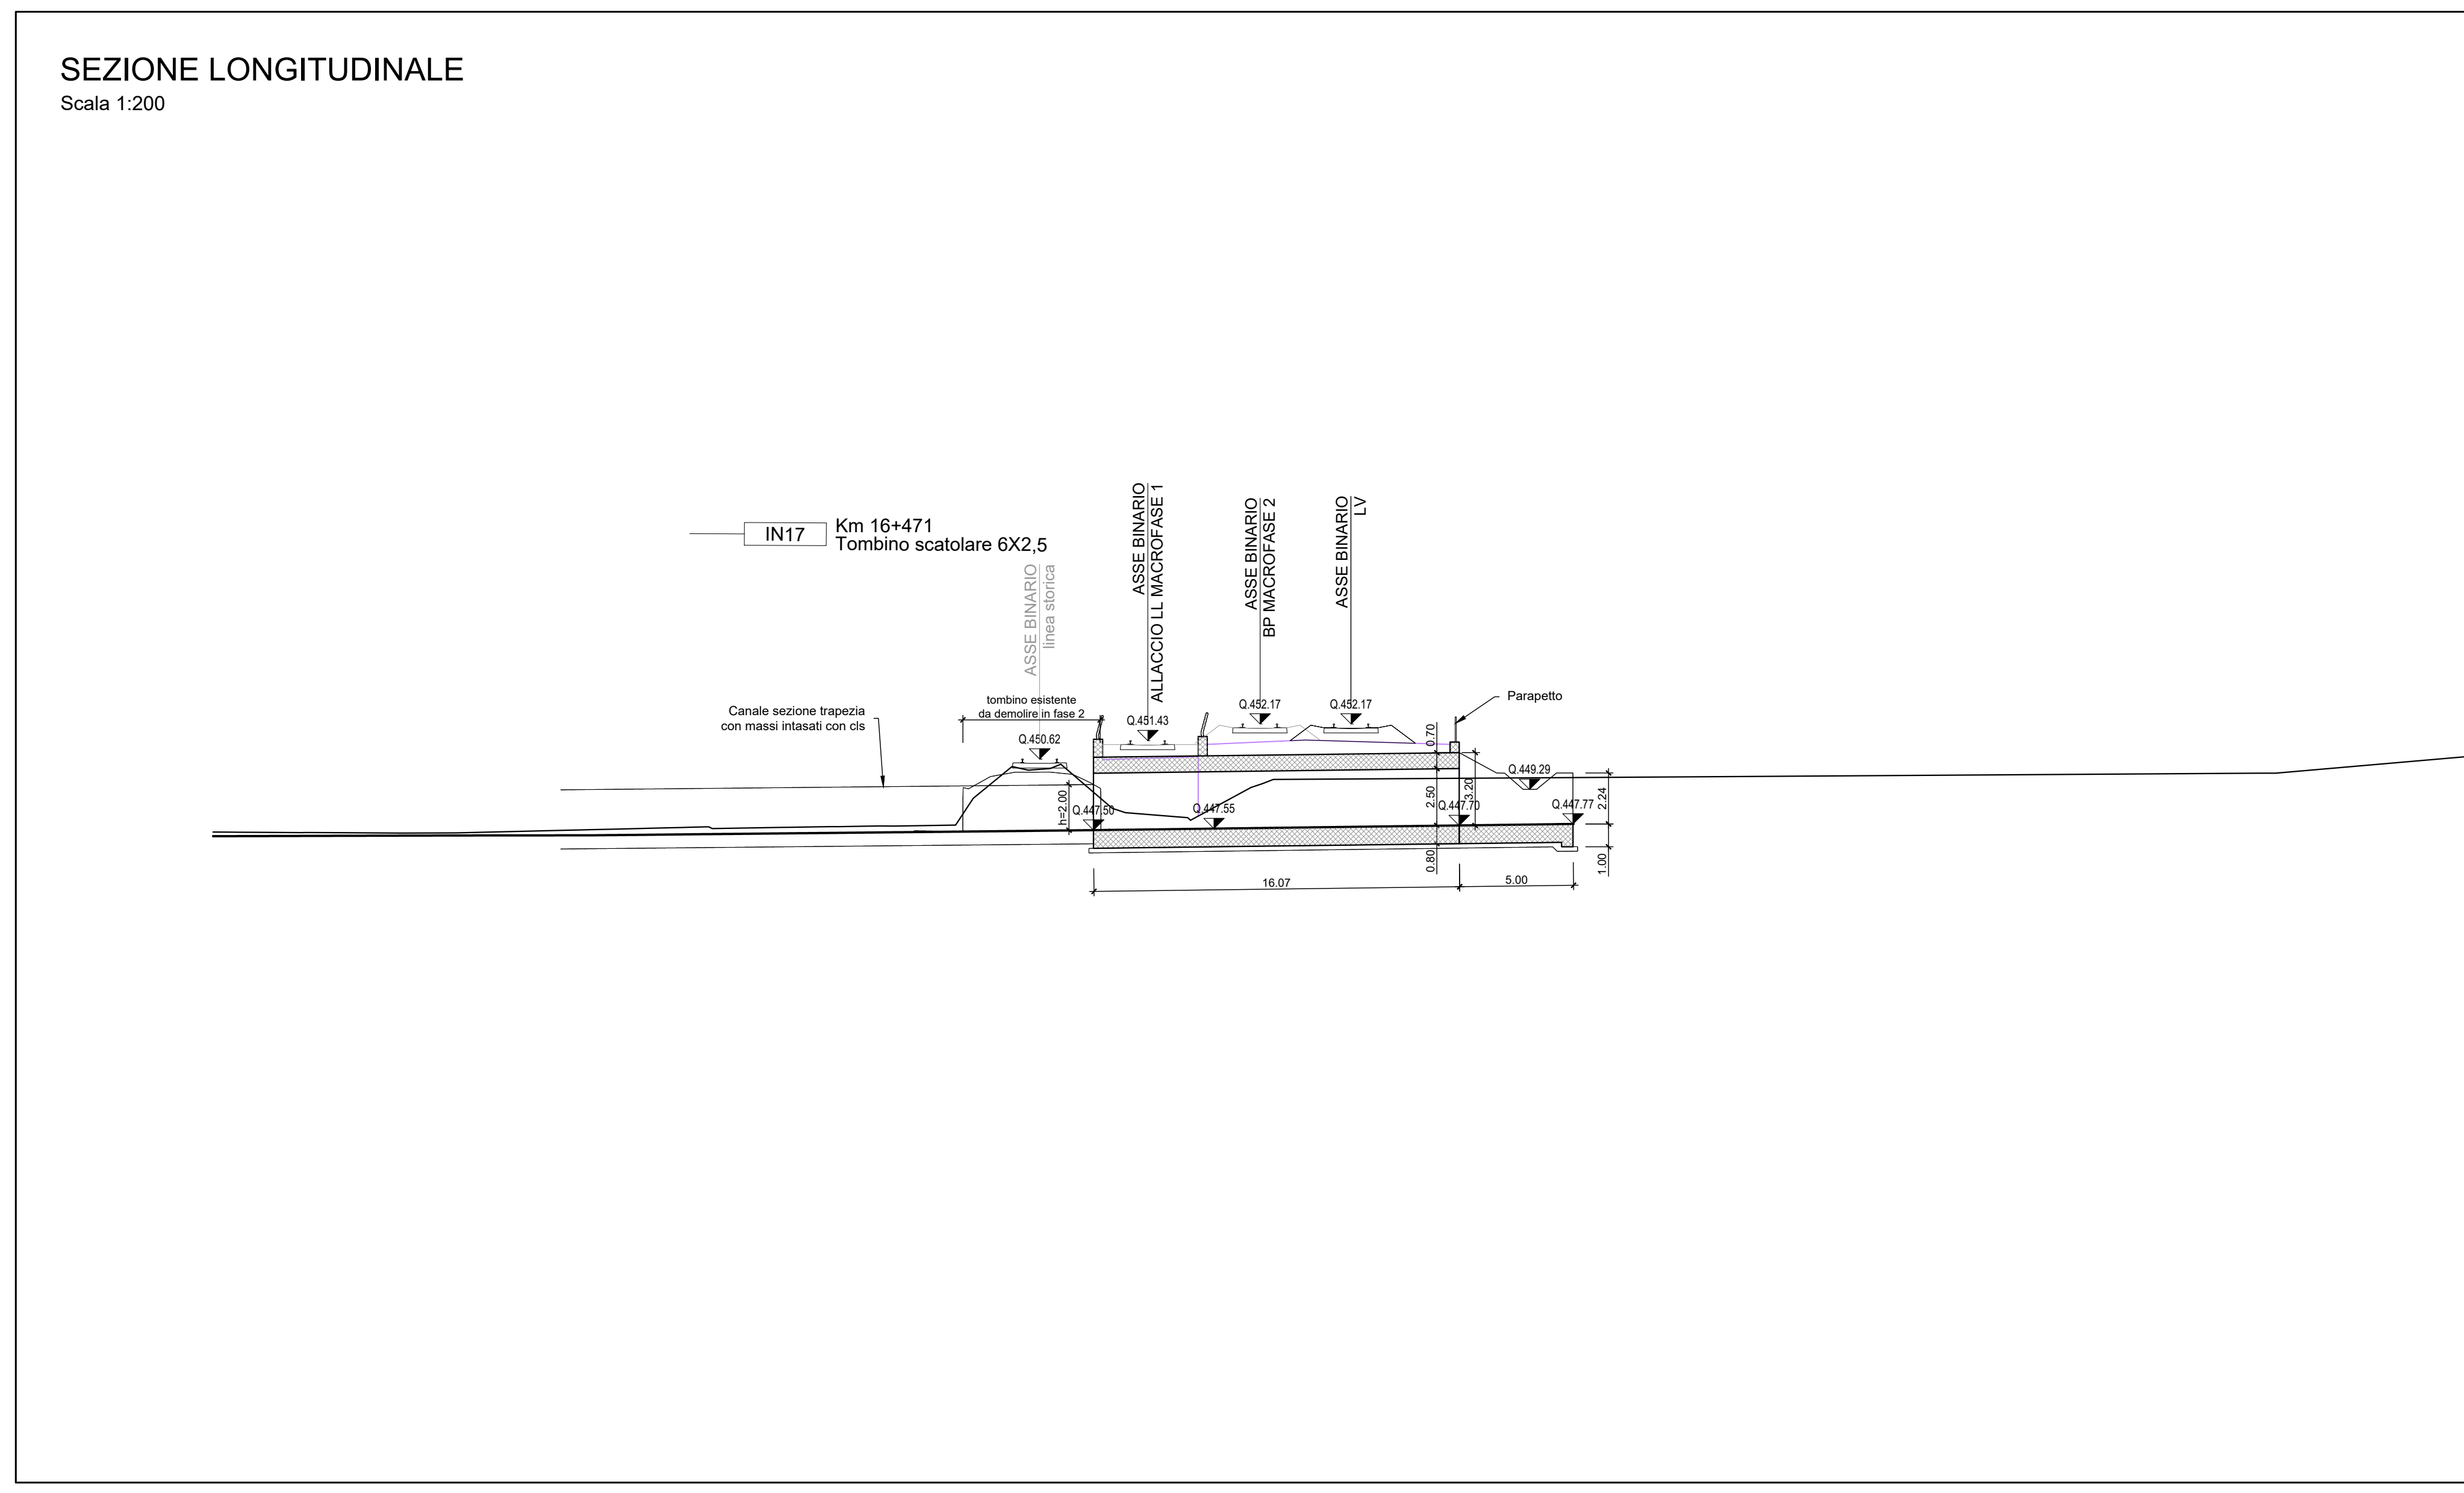 SEZIONE LONGITUDINALE
Scala 1:200
IN17
Km 16+471
Tombino scatolare 6X2,5
ASSE BINARIO
linea storica
ASSE BINARIO
ALLACCIO LL MACROFASE 1
ASSE BINARIO
BP MACROFASE 2
ASSE BINARIO
LV
Canale sezione trapezia
con massi intasati con cls
tombino esistente
da demolire in fase 2
Parapetto
Q.450.62
Q.451.43
Q.452.17
Q.452.17
0.70
Q.449.29
h=2.00
Q.447.50
Q.447.55
2.50
3.20
Q.447.70
Q.447.77
2.24
0.80
1.00
16.07
5.00